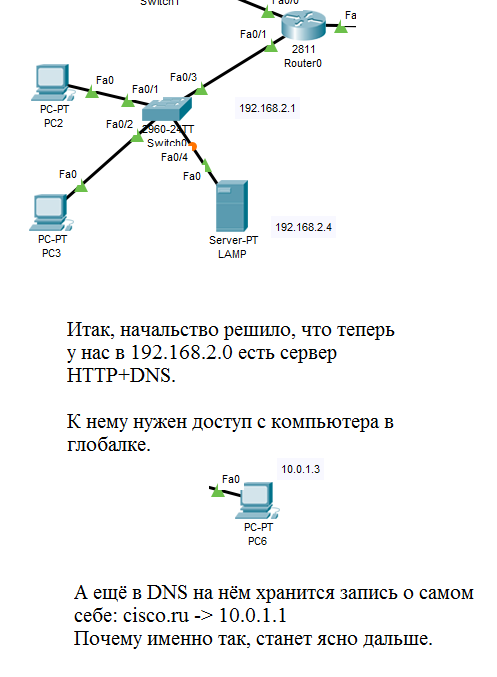 Switch1
Fa0/0
Fa
Fa0/1
2811
Router0
Fa0
Fa0/1
Fa0/3
PC-PT
PC2
192.168.2.1
Fa0/2
2960-24TT
Switch0
Fa0/4
Fa0
Fa0
PC-PT
PC3
Server-PT
LAMP
192.168.2.4
Итак, начальство решило, что теперь
у нас в 192.168.2.0 есть сервер
HTTP+DNS.
К нему нужен доступ с компьютера в
глобалке.
10.0.1.3
Fa0
PC-PT
PC6
А ещё в DNS на нём хранится запись о самом
себе: cisco.ru -> 10.0.1.1
Почему именно так, станет ясно дальше.